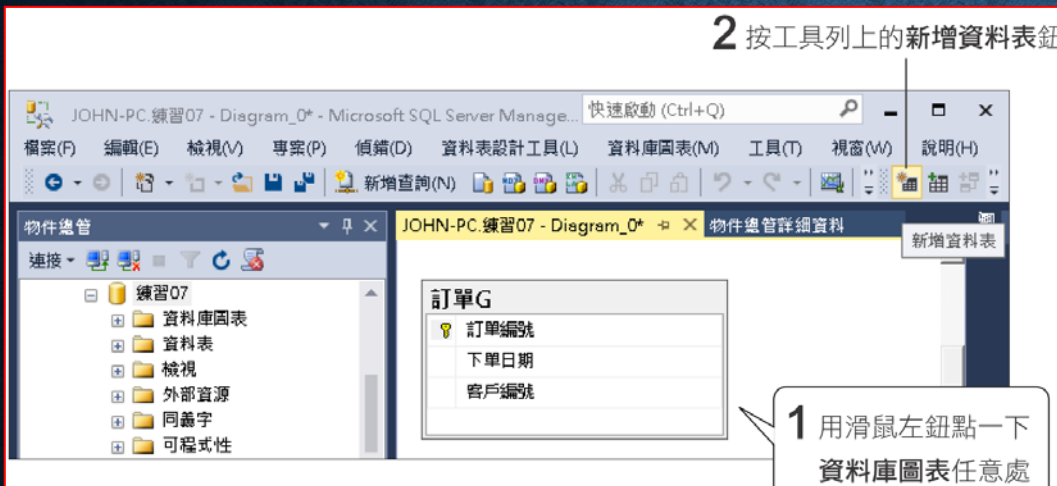 2 按工具列上的新增資料表鈕
JOHN-PC.練習07 - Diagram_0* - Microsoft SQL Server Manage...
快速啟動 (Ctrl+Q)
檔案(F) 編輯(E) 檢視(V) 專案(P) 偵錯(D) 資料表設計工具(L) 資料庫圖表(M) 工具(T) 視窗(W) 說明(H)
新增查詢(N)
物件總管
JOHN-PC.練習07 - Diagram_0*
物件總管詳細資料
新增資料表
連接
練習07
資料庫圖表
資料表
檢視
外部資源
同義字
可程式性
訂單G
訂單編號
下單日期
客戶編號
1 用滑鼠左鈕點一下
資料庫圖表任意處